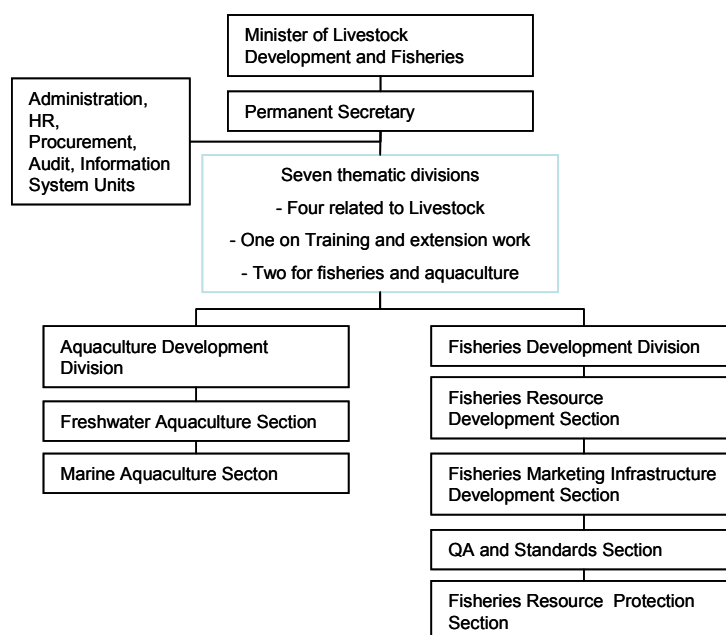 Minister of Livestock
Development and Fisheries
Administration,
HR,
Procurement,
Audit, Information
System Units
Permanent Secretary
Seven thematic divisions
- Four related to Livestock
- One on Training and extension work
- Two for fisheries and aquaculture
Aquaculture Development
Division
Freshwater Aquaculture Section
Marine Aquaculture Secton
Fisheries Development Division
Fisheries Resource
Development Section
Fisheries Marketing Infrastructure
Development Section
QA and Standards Section
Fisheries Resource  Protection
Section